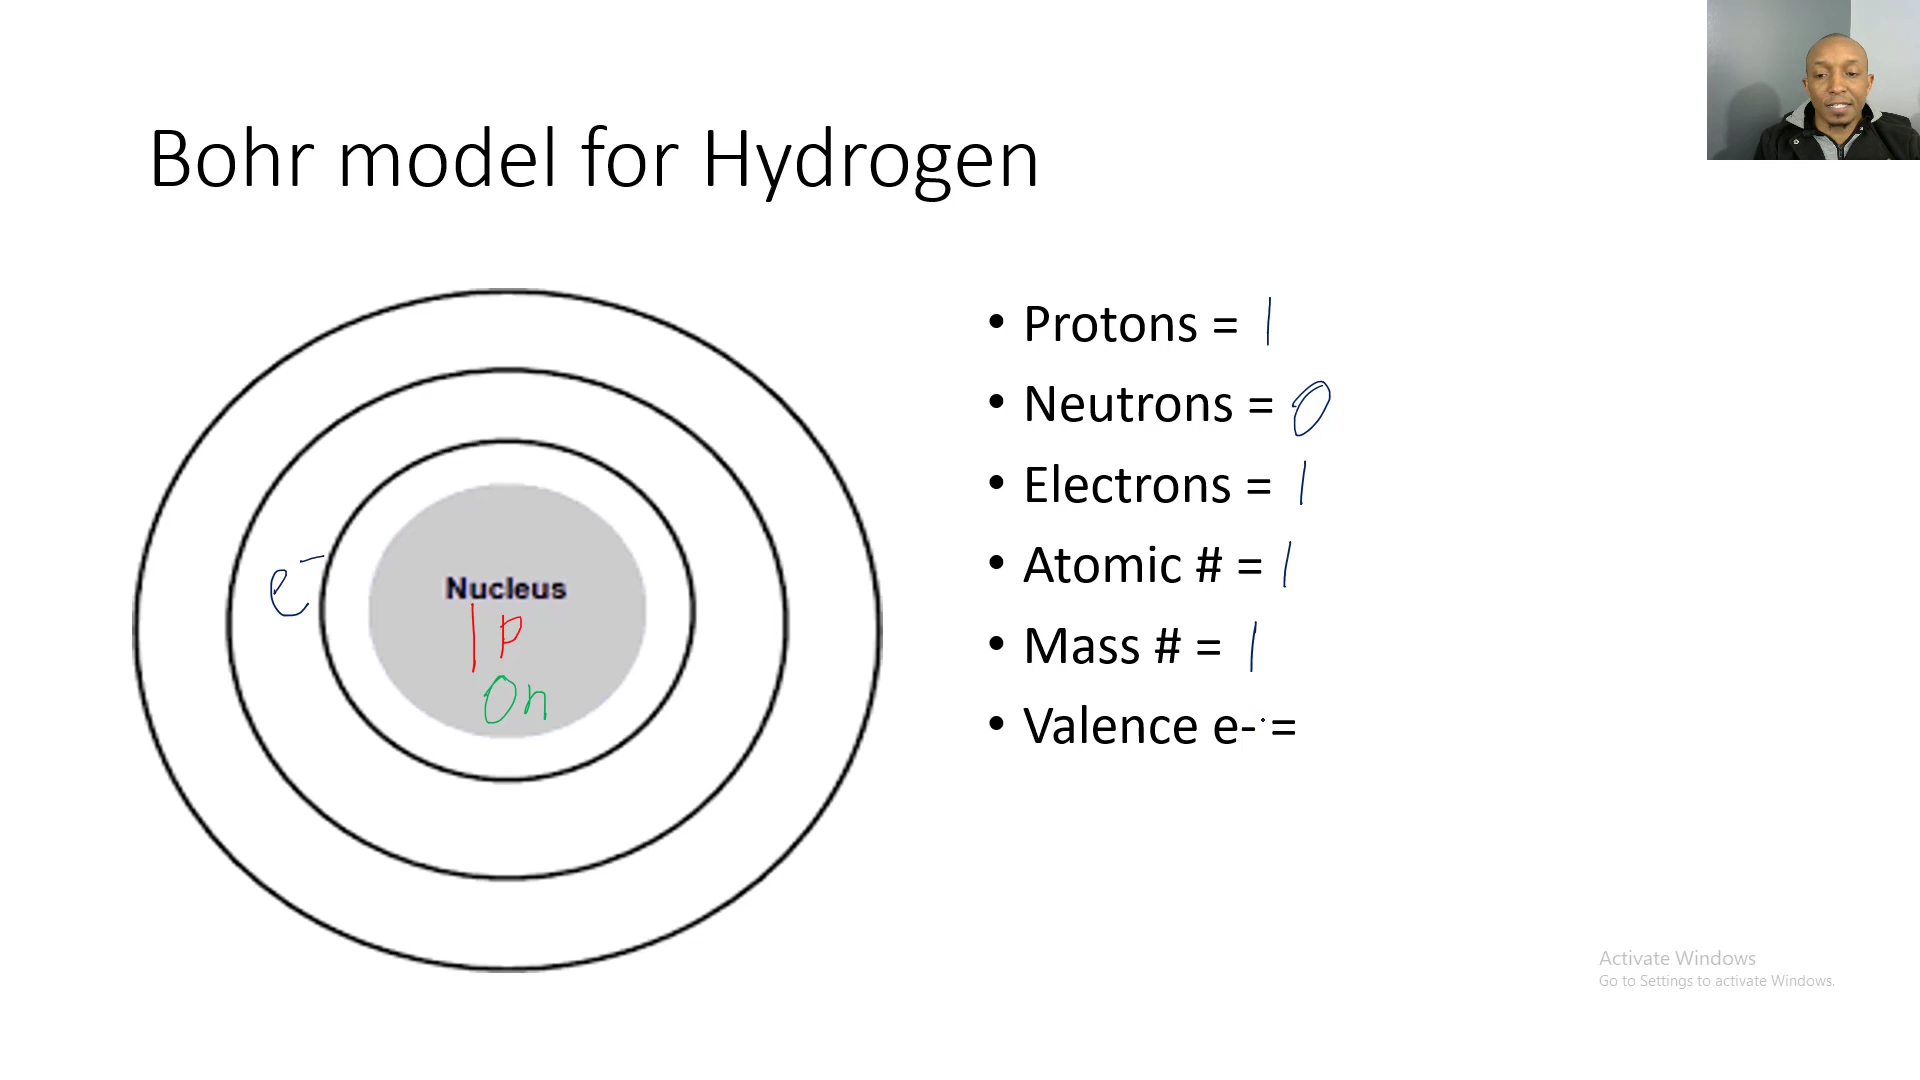 Bohr model for Hydrogen
• Protons = 1
• Neutrons = 0
• Electrons = 1
• Atomic # = 1
• Mass # = 1
• Valence e- =
e⁻
Nucleus
1 P
0n
Activate Windows
Go to Settings to activate Windows.